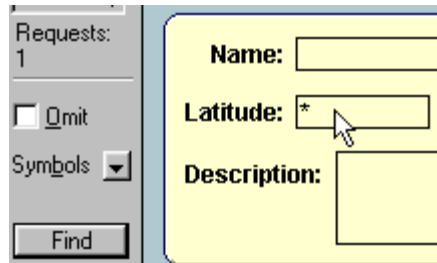 Requests:
1
Omit
Symbols
Find
Name:
Latitude: *
Description: